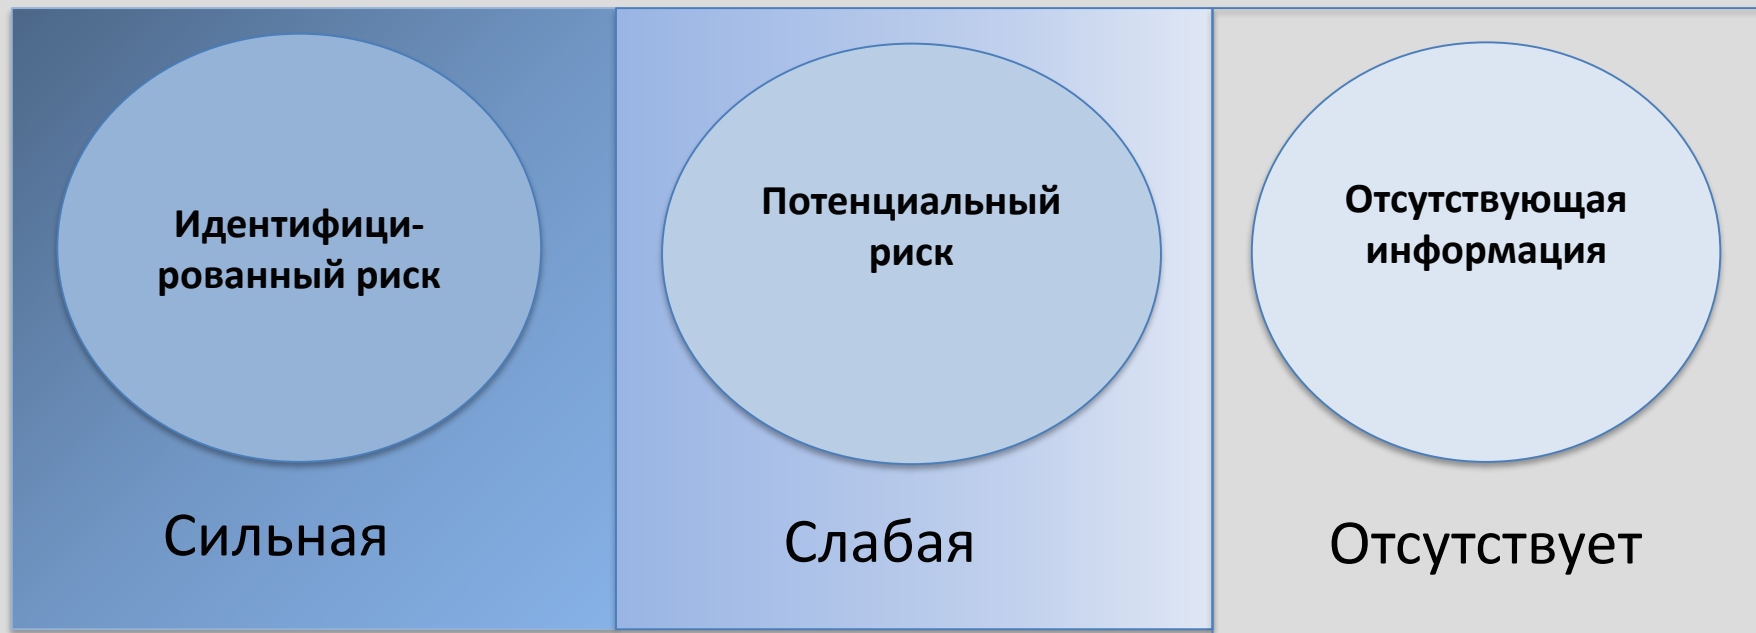 Идентифици-
рованный риск
Потенциальный
риск
Отсутствующая
информация
Сильная
Слабая
Отсутствует